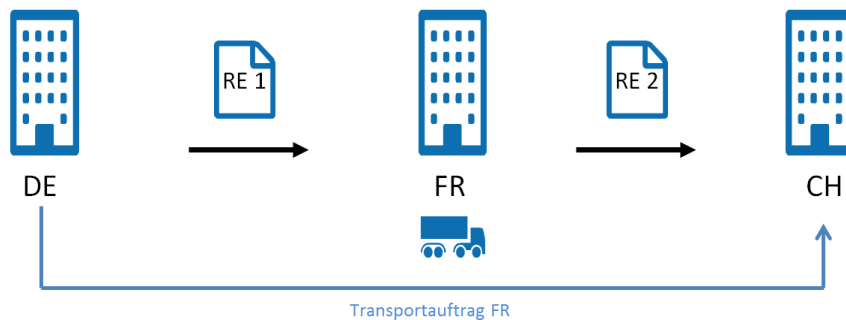 RE 1
RE 2
DE
FR
CH
Transportauftrag FR